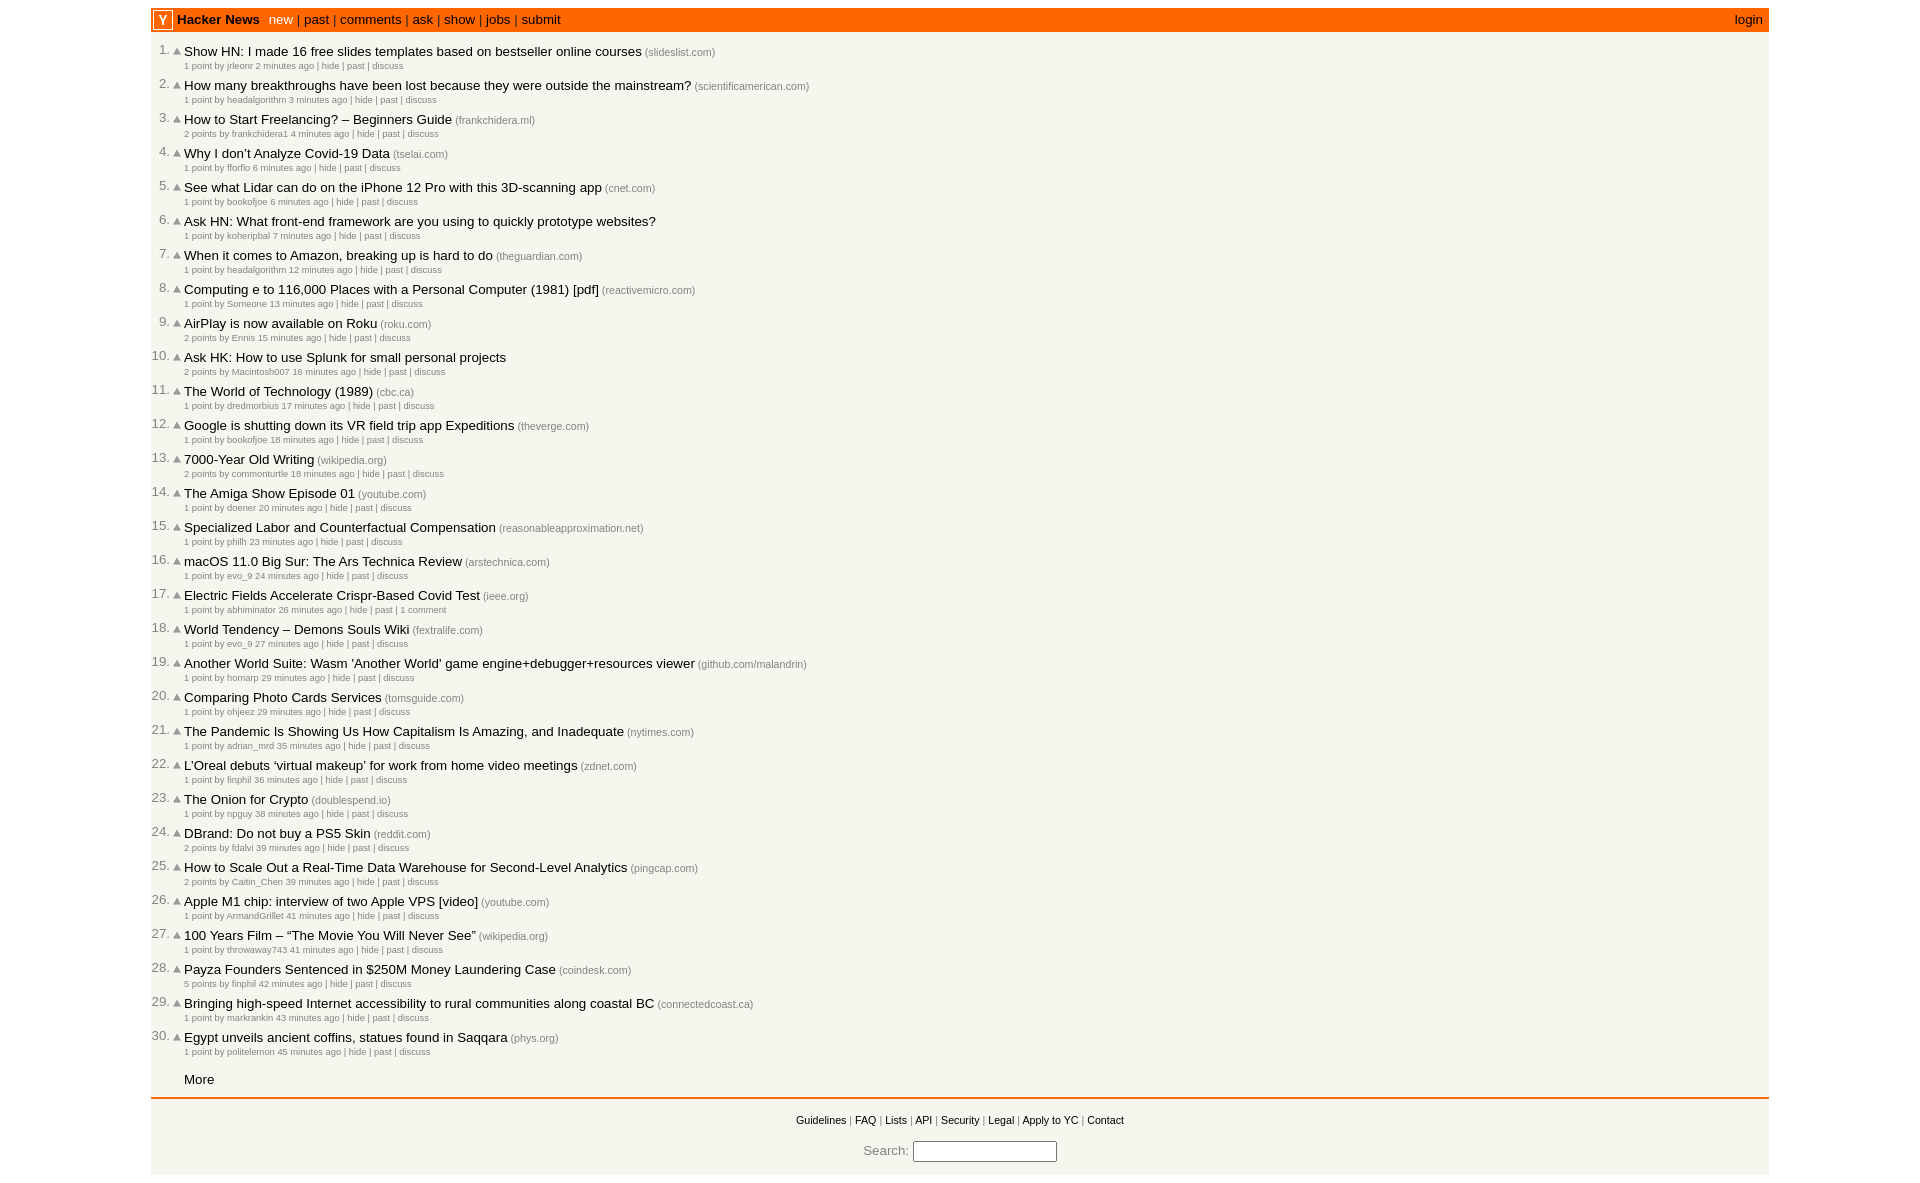 Y Hacker News new | past | comments | ask | show | jobs | submit login
1. Show HN: I made 16 free slides templates based on bestseller online courses (slideslist.com)
1 point by jrleonr 2 minutes ago | hide | past | discuss
2. How many breakthroughs have been lost because they were outside the mainstream? (scientificamerican.com)
1 point by headalgorithm 3 minutes ago | hide | past | discuss
3. How to Start Freelancing? – Beginners Guide (frankchidera.ml)
2 points by frankchidera1 4 minutes ago | hide | past | discuss
4. Why I don’t Analyze Covid-19 Data (tselai.com)
1 point by fforflo 6 minutes ago | hide | past | discuss
5. See what Lidar can do on the iPhone 12 Pro with this 3D-scanning app (cnet.com)
1 point by bookofjoe 6 minutes ago | hide | past | discuss
6. Ask HN: What front-end framework are you using to quickly prototype websites?
1 point by koheripbal 7 minutes ago | hide | past | discuss
7. When it comes to Amazon, breaking up is hard to do (theguardian.com)
1 point by headalgorithm 12 minutes ago | hide | past | discuss
8. Computing e to 116,000 Places with a Personal Computer (1981) [pdf] (reactivemicro.com)
1 point by Someone 13 minutes ago | hide | past | discuss
9. AirPlay is now available on Roku (roku.com)
2 points by Ennis 15 minutes ago | hide | past | discuss
10. Ask HK: How to use Splunk for small personal projects
2 points by Macintosh007 16 minutes ago | hide | past | discuss
11. The World of Technology (1989) (cbc.ca)
1 point by dredmorbius 17 minutes ago | hide | past | discuss
12. Google is shutting down its VR field trip app Expeditions (theverge.com)
1 point by bookofjoe 18 minutes ago | hide | past | discuss
13. 7000-Year Old Writing (wikipedia.org)
2 points by commonturtle 18 minutes ago | hide | past | discuss
14. The Amiga Show Episode 01 (youtube.com)
1 point by doener 20 minutes ago | hide | past | discuss
15. Specialized Labor and Counterfactual Compensation (reasonableapproximation.net)
1 point by philh 23 minutes ago | hide | past | discuss
16. macOS 11.0 Big Sur: The Ars Technica Review (arstechnica.com)
1 point by evo_9 24 minutes ago | hide | past | discuss
17. Electric Fields Accelerate Crispr-Based Covid Test (ieee.org)
1 point by abhiminator 26 minutes ago | hide | past | 1 comment
18. World Tendency – Demons Souls Wiki (fextralife.com)
1 point by evo_9 27 minutes ago | hide | past | discuss
19. Another World Suite: Wasm 'Another World' game engine+debugger+resources viewer (github.com/malandrin)
1 point by homarp 29 minutes ago | hide | past | discuss
20. Comparing Photo Cards Services (tomsguide.com)
1 point by ohjeez 29 minutes ago | hide | past | discuss
21. The Pandemic Is Showing Us How Capitalism Is Amazing, and Inadequate (nytimes.com)
1 point by adrian_mrd 35 minutes ago | hide | past | discuss
22. L’Oreal debuts ‘virtual makeup’ for work from home video meetings (zdnet.com)
1 point by finphil 36 minutes ago | hide | past | discuss
23. The Onion for Crypto (doublespend.io)
1 point by npguy 38 minutes ago | hide | past | discuss
24. DBrand: Do not buy a PS5 Skin (reddit.com)
2 points by fdalvi 39 minutes ago | hide | past | discuss
25. How to Scale Out a Real-Time Data Warehouse for Second-Level Analytics (pingcap.com)
2 points by Caitin_Chen 39 minutes ago | hide | past | discuss
26. Apple M1 chip: interview of two Apple VPS [video] (youtube.com)
1 point by ArmandGrillet 41 minutes ago | hide | past | discuss
27. 100 Years Film – “The Movie You Will Never See” (wikipedia.org)
1 point by throwaway743 41 minutes ago | hide | past | discuss
28. Payza Founders Sentenced in $250M Money Laundering Case (coindesk.com)
5 points by finphil 42 minutes ago | hide | past | discuss
29. Bringing high-speed Internet accessibility to rural communities along coastal BC (connectedcoast.ca)
1 point by markrankin 43 minutes ago | hide | past | discuss
30. Egypt unveils ancient coffins, statues found in Saqqara (phys.org)
1 point by politelemon 45 minutes ago | hide | past | discuss
More
Guidelines | FAQ | Lists | API | Security | Legal | Apply to YC | Contact
Search: